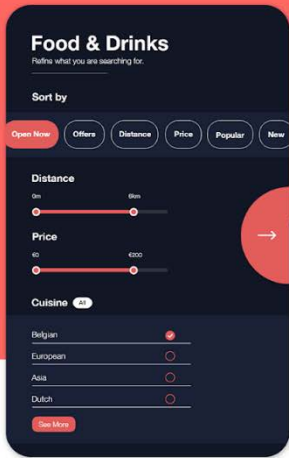 Food & Drinks
Refine what you are searching for.
Sort by
Open Now Offers Distance Price Popular New
Distance
0m 6km
Price
€0 €200
Cuisine All
Belgian
European
Asia
Dutch
See More